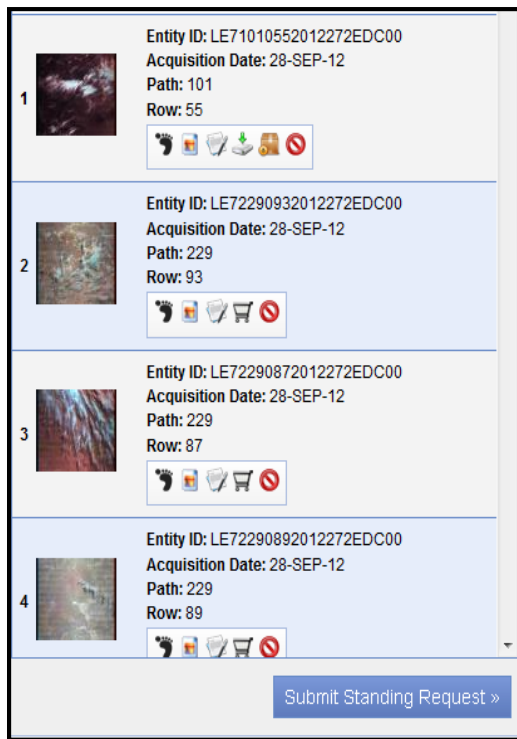 1
Entity ID: LE71010552012272EDC00
Acquisition Date: 28-SEP-12
Path: 101
Row: 55
2
Entity ID: LE72290932012272EDC00
Acquisition Date: 28-SEP-12
Path: 229
Row: 93
3
Entity ID: LE72290872012272EDC00
Acquisition Date: 28-SEP-12
Path: 229
Row: 87
4
Entity ID: LE72290892012272EDC00
Acquisition Date: 28-SEP-12
Path: 229
Row: 89
Submit Standing Request »